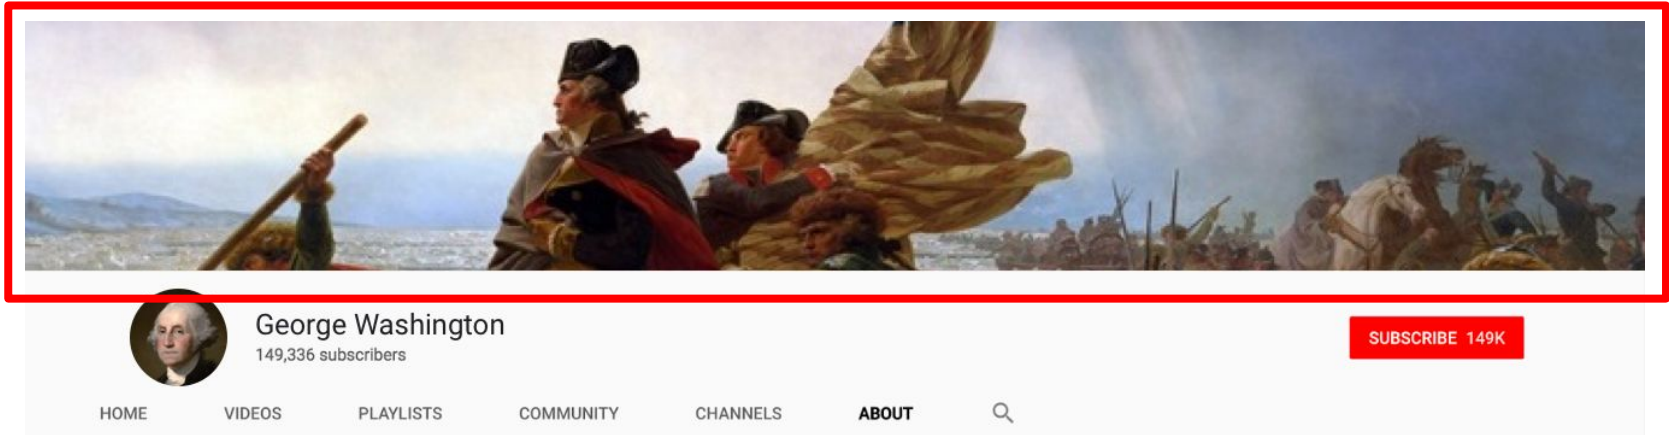 George Washington
149,336 subscribers
SUBSCRIBE 149K
HOME VIDEOS PLAYLISTS COMMUNITY CHANNELS ABOUT